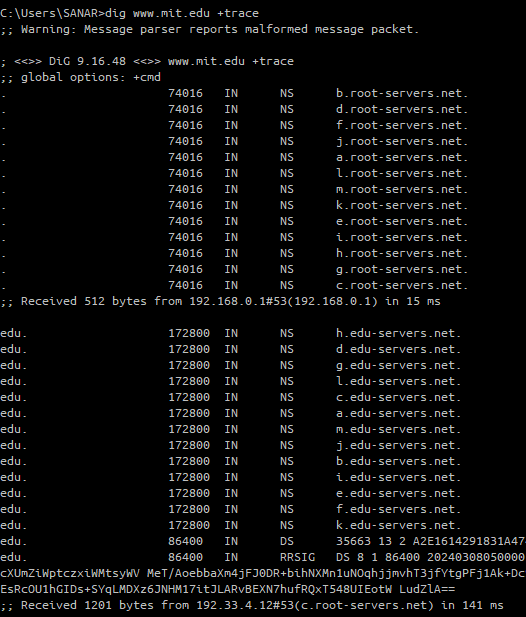 C:\Users\SANAR>dig www.mit.edu +trace
;; Warning: Message parser reports malformed message packet.
; <<>> DiG 9.16.48 <<>> www.mit.edu +trace
;; global options: +cmd
. 74016 IN NS b.root-servers.net.
. 74016 IN NS d.root-servers.net.
. 74016 IN NS f.root-servers.net.
. 74016 IN NS j.root-servers.net.
. 74016 IN NS a.root-servers.net.
. 74016 IN NS l.root-servers.net.
. 74016 IN NS m.root-servers.net.
. 74016 IN NS k.root-servers.net.
. 74016 IN NS e.root-servers.net.
. 74016 IN NS i.root-servers.net.
. 74016 IN NS h.root-servers.net.
. 74016 IN NS g.root-servers.net.
. 74016 IN NS c.root-servers.net.
;; Received 512 bytes from 192.168.0.1#53(192.168.0.1) in 15 ms
edu. 172800 IN NS h.edu-servers.net.
edu. 172800 IN NS d.edu-servers.net.
edu. 172800 IN NS g.edu-servers.net.
edu. 172800 IN NS l.edu-servers.net.
edu. 172800 IN NS c.edu-servers.net.
edu. 172800 IN NS a.edu-servers.net.
edu. 172800 IN NS m.edu-servers.net.
edu. 172800 IN NS j.edu-servers.net.
edu. 172800 IN NS b.edu-servers.net.
edu. 172800 IN NS i.edu-servers.net.
edu. 172800 IN NS e.edu-servers.net.
edu. 172800 IN NS f.edu-servers.net.
edu. 172800 IN NS k.edu-servers.net.
edu. 86400 IN DS 35663 13 2 A2E1614291831A47
edu. 86400 IN RRSIG DS 8 1 86400 20240308050000
cXUmZiWptczxiWMtsyWV MeT/AoebbaXm4jFJ0DR+bihNXMn1uNOqhjjmvhT3jfYtgPFj1Ak+Dc
EsRcOU1hGIDs+SYqLMDXz6JNHM17itJLARvBEXN7hufRQxT548UIEotW LudZlA==
;; Received 1201 bytes from 192.33.4.12#53(c.root-servers.net) in 141 ms